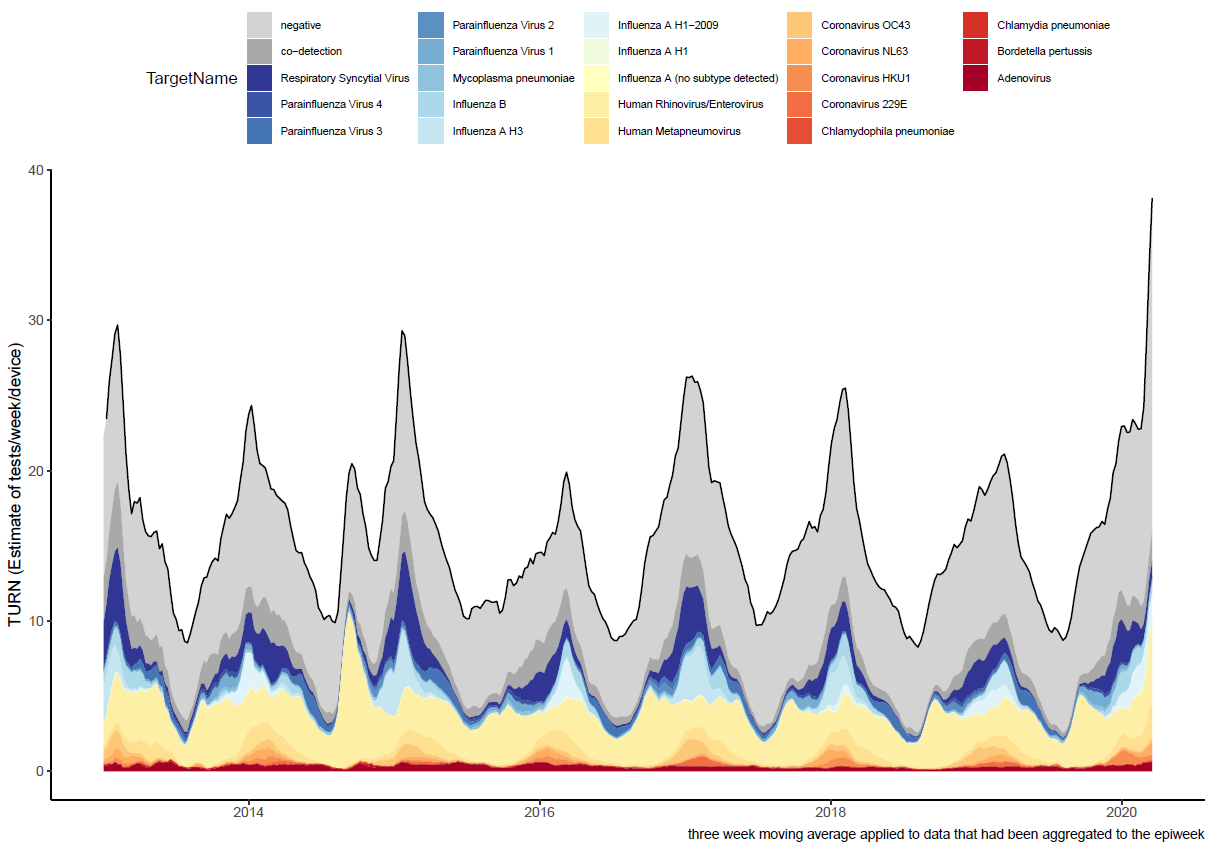 TargetName
negative
co−detection
Respiratory Syncytial Virus
Parainfluenza Virus 4
Parainfluenza Virus 3
Parainfluenza Virus 2
Parainfluenza Virus 1
Mycoplasma pneumoniae
Influenza B
Influenza A H3
Influenza A H1−2009
Influenza A H1
Influenza A (no subtype detected)
Human Rhinovirus/Enterovirus
Human Metapneumovirus
Coronavirus OC43
Coronavirus NL63
Coronavirus HKU1
Coronavirus 229E
Chlamydophila pneumoniae
Chlamydia pneumoniae
Bordetella pertussis
Adenovirus
TURN (Estimate of tests/week/device)
40
30
20
10
0
2014
2016
2018
2020
three week moving average applied to data that had been aggregated to the epiweek